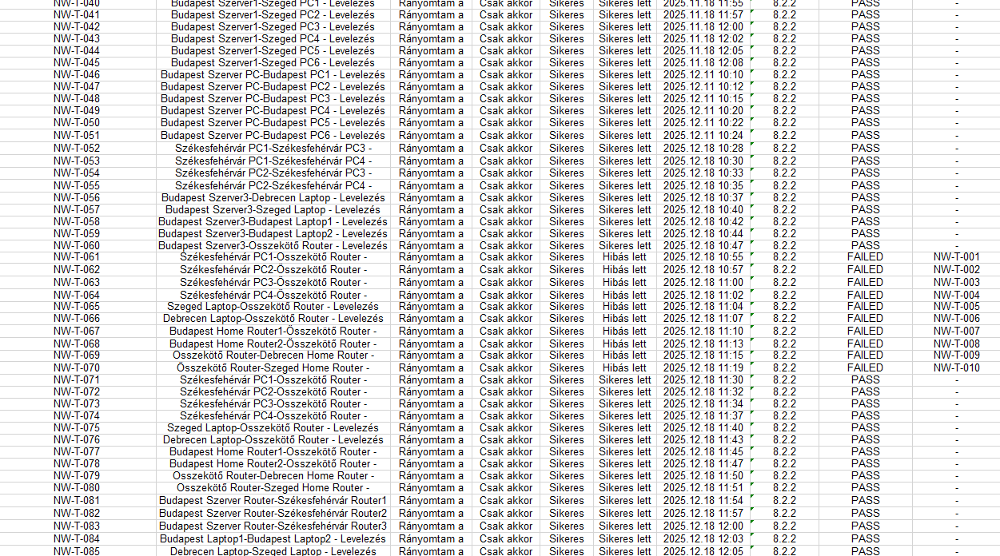 NW-T-040 Budapest Szerver1-Szeged PC1 - Levelezés Rányomtam a Csak akkor Sikeres Sikeres lett 2025.11.18 11:55 8.2.2 PASS -
NW-T-041 Budapest Szerver1-Szeged PC2 - Levelezés Rányomtam a Csak akkor Sikeres Sikeres lett 2025.11.18 11:57 8.2.2 PASS -
NW-T-042 Budapest Szerver1-Szeged PC3 - Levelezés Rányomtam a Csak akkor Sikeres Sikeres lett 2025.11.18 12:00 8.2.2 PASS -
NW-T-043 Budapest Szerver1-Szeged PC4 - Levelezés Rányomtam a Csak akkor Sikeres Sikeres lett 2025.11.18 12:02 8.2.2 PASS -
NW-T-044 Budapest Szerver1-Szeged PC5 - Levelezés Rányomtam a Csak akkor Sikeres Sikeres lett 2025.11.18 12:05 8.2.2 PASS -
NW-T-045 Budapest Szerver1-Szeged PC6 - Levelezés Rányomtam a Csak akkor Sikeres Sikeres lett 2025.11.18 12:08 8.2.2 PASS -
NW-T-046 Budapest Szerver PC-Budapest PC1 - Levelezés Rányomtam a Csak akkor Sikeres Sikeres lett 2025.12.11 10:10 8.2.2 PASS -
NW-T-047 Budapest Szerver PC-Budapest PC2 - Levelezés Rányomtam a Csak akkor Sikeres Sikeres lett 2025.12.11 10:12 8.2.2 PASS -
NW-T-048 Budapest Szerver PC-Budapest PC3 - Levelezés Rányomtam a Csak akkor Sikeres Sikeres lett 2025.12.11 10:15 8.2.2 PASS -
NW-T-049 Budapest Szerver PC-Budapest PC4 - Levelezés Rányomtam a Csak akkor Sikeres Sikeres lett 2025.12.11 10:20 8.2.2 PASS -
NW-T-050 Budapest Szerver PC-Budapest PC5 - Levelezés Rányomtam a Csak akkor Sikeres Sikeres lett 2025.12.11 10:22 8.2.2 PASS -
NW-T-051 Budapest Szerver PC-Budapest PC6 - Levelezés Rányomtam a Csak akkor Sikeres Sikeres lett 2025.12.11 10:24 8.2.2 PASS -
NW-T-052 Székesfehérvár PC1-Székesfehérvár PC3 - Rányomtam a Csak akkor Sikeres Sikeres lett 2025.12.18 10:28 8.2.2 PASS -
NW-T-053 Székesfehérvár PC1-Székesfehérvár PC4 - Rányomtam a Csak akkor Sikeres Sikeres lett 2025.12.18 10:30 8.2.2 PASS -
NW-T-054 Székesfehérvár PC2-Székesfehérvár PC3 - Rányomtam a Csak akkor Sikeres Sikeres lett 2025.12.18 10:33 8.2.2 PASS -
NW-T-055 Székesfehérvár PC2-Székesfehérvár PC4 - Rányomtam a Csak akkor Sikeres Sikeres lett 2025.12.18 10:35 8.2.2 PASS -
NW-T-056 Budapest Szerver3-Debrecen Laptop - Levelezés Rányomtam a Csak akkor Sikeres Sikeres lett 2025.12.18 10:37 8.2.2 PASS -
NW-T-057 Budapest Szerver3-Szeged Laptop - Levelezés Rányomtam a Csak akkor Sikeres Sikeres lett 2025.12.18 10:40 8.2.2 PASS -
NW-T-058 Budapest Szerver3-Budapest Laptop1 - Levelezés Rányomtam a Csak akkor Sikeres Sikeres lett 2025.12.18 10:42 8.2.2 PASS -
NW-T-059 Budapest Szerver3-Budapest Laptop2 - Levelezés Rányomtam a Csak akkor Sikeres Sikeres lett 2025.12.18 10:44 8.2.2 PASS -
NW-T-060 Budapest Szerver3-Összekötő Router - Levelezés Rányomtam a Csak akkor Sikeres Sikeres lett 2025.12.18 10:47 8.2.2 PASS -
NW-T-061 Székesfehérvár PC1-Összekötő Router - Rányomtam a Csak akkor Sikeres Hibás lett 2025.12.18 10:55 8.2.2 FAILED NW-T-001
NW-T-062 Székesfehérvár PC2-Összekötő Router - Rányomtam a Csak akkor Sikeres Hibás lett 2025.12.18 10:57 8.2.2 FAILED NW-T-002
NW-T-063 Székesfehérvár PC3-Összekötő Router - Rányomtam a Csak akkor Sikeres Hibás lett 2025.12.18 11:00 8.2.2 FAILED NW-T-003
NW-T-064 Székesfehérvár PC4-Összekötő Router - Rányomtam a Csak akkor Sikeres Hibás lett 2025.12.18 11:02 8.2.2 FAILED NW-T-004
NW-T-065 Szeged Laptop-Összekötő Router - Levelezés Rányomtam a Csak akkor Sikeres Hibás lett 2025.12.18 11:04 8.2.2 FAILED NW-T-005
NW-T-066 Debrecen Laptop-Összekötő Router - Levelezés Rányomtam a Csak akkor Sikeres Hibás lett 2025.12.18 11:07 8.2.2 FAILED NW-T-006
NW-T-067 Budapest Home Router1-Összekötő Router - Rányomtam a Csak akkor Sikeres Hibás lett 2025.12.18 11:10 8.2.2 FAILED NW-T-007
NW-T-068 Budapest Home Router2-Összekötő Router - Rányomtam a Csak akkor Sikeres Hibás lett 2025.12.18 11:13 8.2.2 FAILED NW-T-008
NW-T-069 Összekötő Router-Debrecen Home Router - Rányomtam a Csak akkor Sikeres Hibás lett 2025.12.18 11:15 8.2.2 FAILED NW-T-009
NW-T-070 Összekötő Router-Szeged Home Router - Rányomtam a Csak akkor Sikeres Hibás lett 2025.12.18 11:19 8.2.2 FAILED NW-T-010
NW-T-071 Székesfehérvár PC1-Összekötő Router - Rányomtam a Csak akkor Sikeres Sikeres lett 2025.12.18 11:30 8.2.2 PASS -
NW-T-072 Székesfehérvár PC2-Összekötő Router - Rányomtam a Csak akkor Sikeres Sikeres lett 2025.12.18 11:32 8.2.2 PASS -
NW-T-073 Székesfehérvár PC3-Összekötő Router - Rányomtam a Csak akkor Sikeres Sikeres lett 2025.12.18 11:34 8.2.2 PASS -
NW-T-074 Székesfehérvár PC4-Összekötő Router - Rányomtam a Csak akkor Sikeres Sikeres lett 2025.12.18 11:37 8.2.2 PASS -
NW-T-075 Szeged Laptop-Összekötő Router - Levelezés Rányomtam a Csak akkor Sikeres Sikeres lett 2025.12.18 11:40 8.2.2 PASS -
NW-T-076 Debrecen Laptop-Összekötő Router - Levelezés Rányomtam a Csak akkor Sikeres Sikeres lett 2025.12.18 11:43 8.2.2 PASS -
NW-T-077 Budapest Home Router1-Összekötő Router - Rányomtam a Csak akkor Sikeres Sikeres lett 2025.12.18 11:45 8.2.2 PASS -
NW-T-078 Budapest Home Router2-Összekötő Router - Rányomtam a Csak akkor Sikeres Sikeres lett 2025.12.18 11:47 8.2.2 PASS -
NW-T-079 Összekötő Router-Debrecen Home Router - Rányomtam a Csak akkor Sikeres Sikeres lett 2025.12.18 11:50 8.2.2 PASS -
NW-T-080 Összekötő Router-Szeged Home Router - Rányomtam a Csak akkor Sikeres Sikeres lett 2025.12.18 11:51 8.2.2 PASS -
NW-T-081 Budapest Szerver Router-Székesfehérvár Router1 Rányomtam a Csak akkor Sikeres Sikeres lett 2025.12.18 11:54 8.2.2 PASS -
NW-T-082 Budapest Szerver Router-Székesfehérvár Router2 Rányomtam a Csak akkor Sikeres Sikeres lett 2025.12.18 11:57 8.2.2 PASS -
NW-T-083 Budapest Szerver Router-Székesfehérvár Router3 Rányomtam a Csak akkor Sikeres Sikeres lett 2025.12.18 12:00 8.2.2 PASS -
NW-T-084 Budapest Laptop1-Budapest Laptop2 - Levelezés Rányomtam a Csak akkor Sikeres Sikeres lett 2025.12.18 12:03 8.2.2 PASS -
NW-T-085 Debrecen Laptop-Szeged Laptop - Levelezés Rányomtam a Csak akkor Sikeres Sikeres lett 2025.12.18 12:05 8.2.2 PASS -